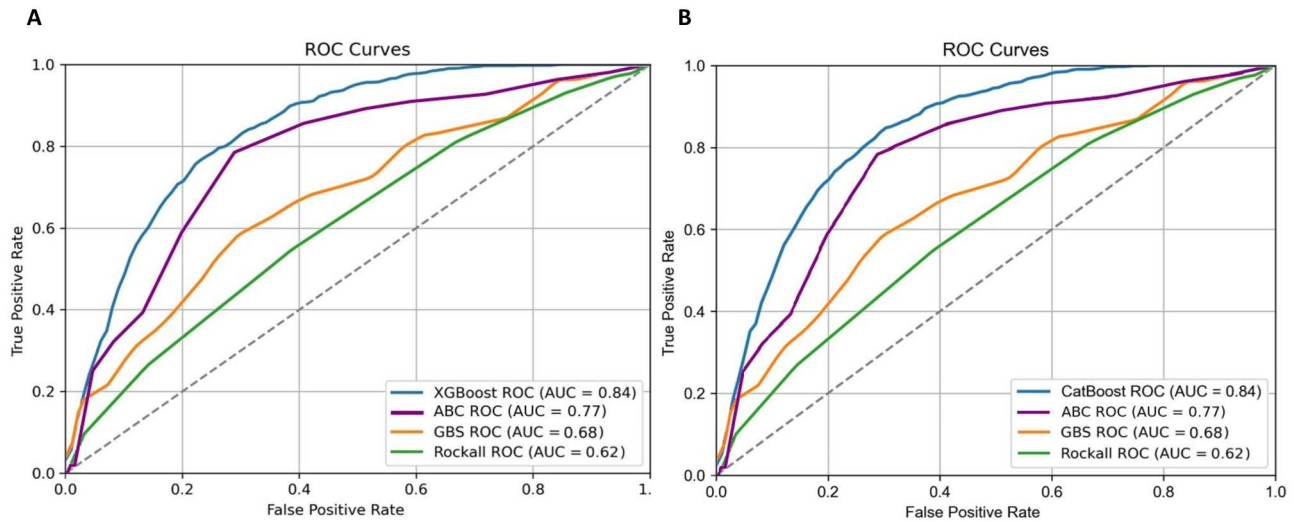 A
ROC Curves
1.0
0.8
0.6
0.4
0.2
0.0
True Positive Rate
0.0 0.2 0.4 0.6 0.8 1.
False Positive Rate
XGBoost ROC (AUC = 0.84)
ABC ROC (AUC = 0.77)
GBS ROC (AUC = 0.68)
Rockall ROC (AUC = 0.62)
B
ROC Curves
1.0
0.8
0.6
0.4
0.2
0.0
True Positive Rate
0.0 0.2 0.4 0.6 0.8 1.0
False Positive Rate
CatBoost ROC (AUC = 0.84)
ABC ROC (AUC = 0.77)
GBS ROC (AUC = 0.68)
Rockall ROC (AUC = 0.62)